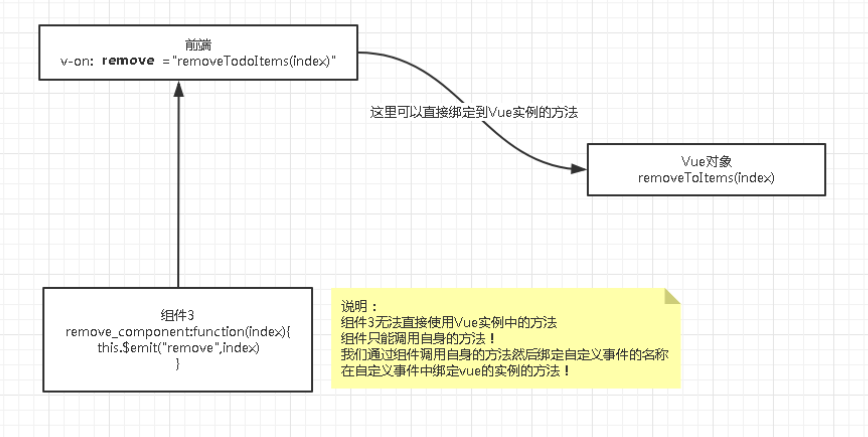 前端
v-on: remove ="removeTodoItems(index)"
这里可以直接绑定到Vue实例的方法
Vue对象
removeToItems(index)
组件3
remove_component:function(index){
this.$emit("remove",index)
}
说明：
组件3无法直接使用Vue实例中的方法
组件只能调用自身的方法！
我们通过组件调用自身的方法然后绑定自定义事件的名称
在自定义事件中绑定vue的实例的方法！